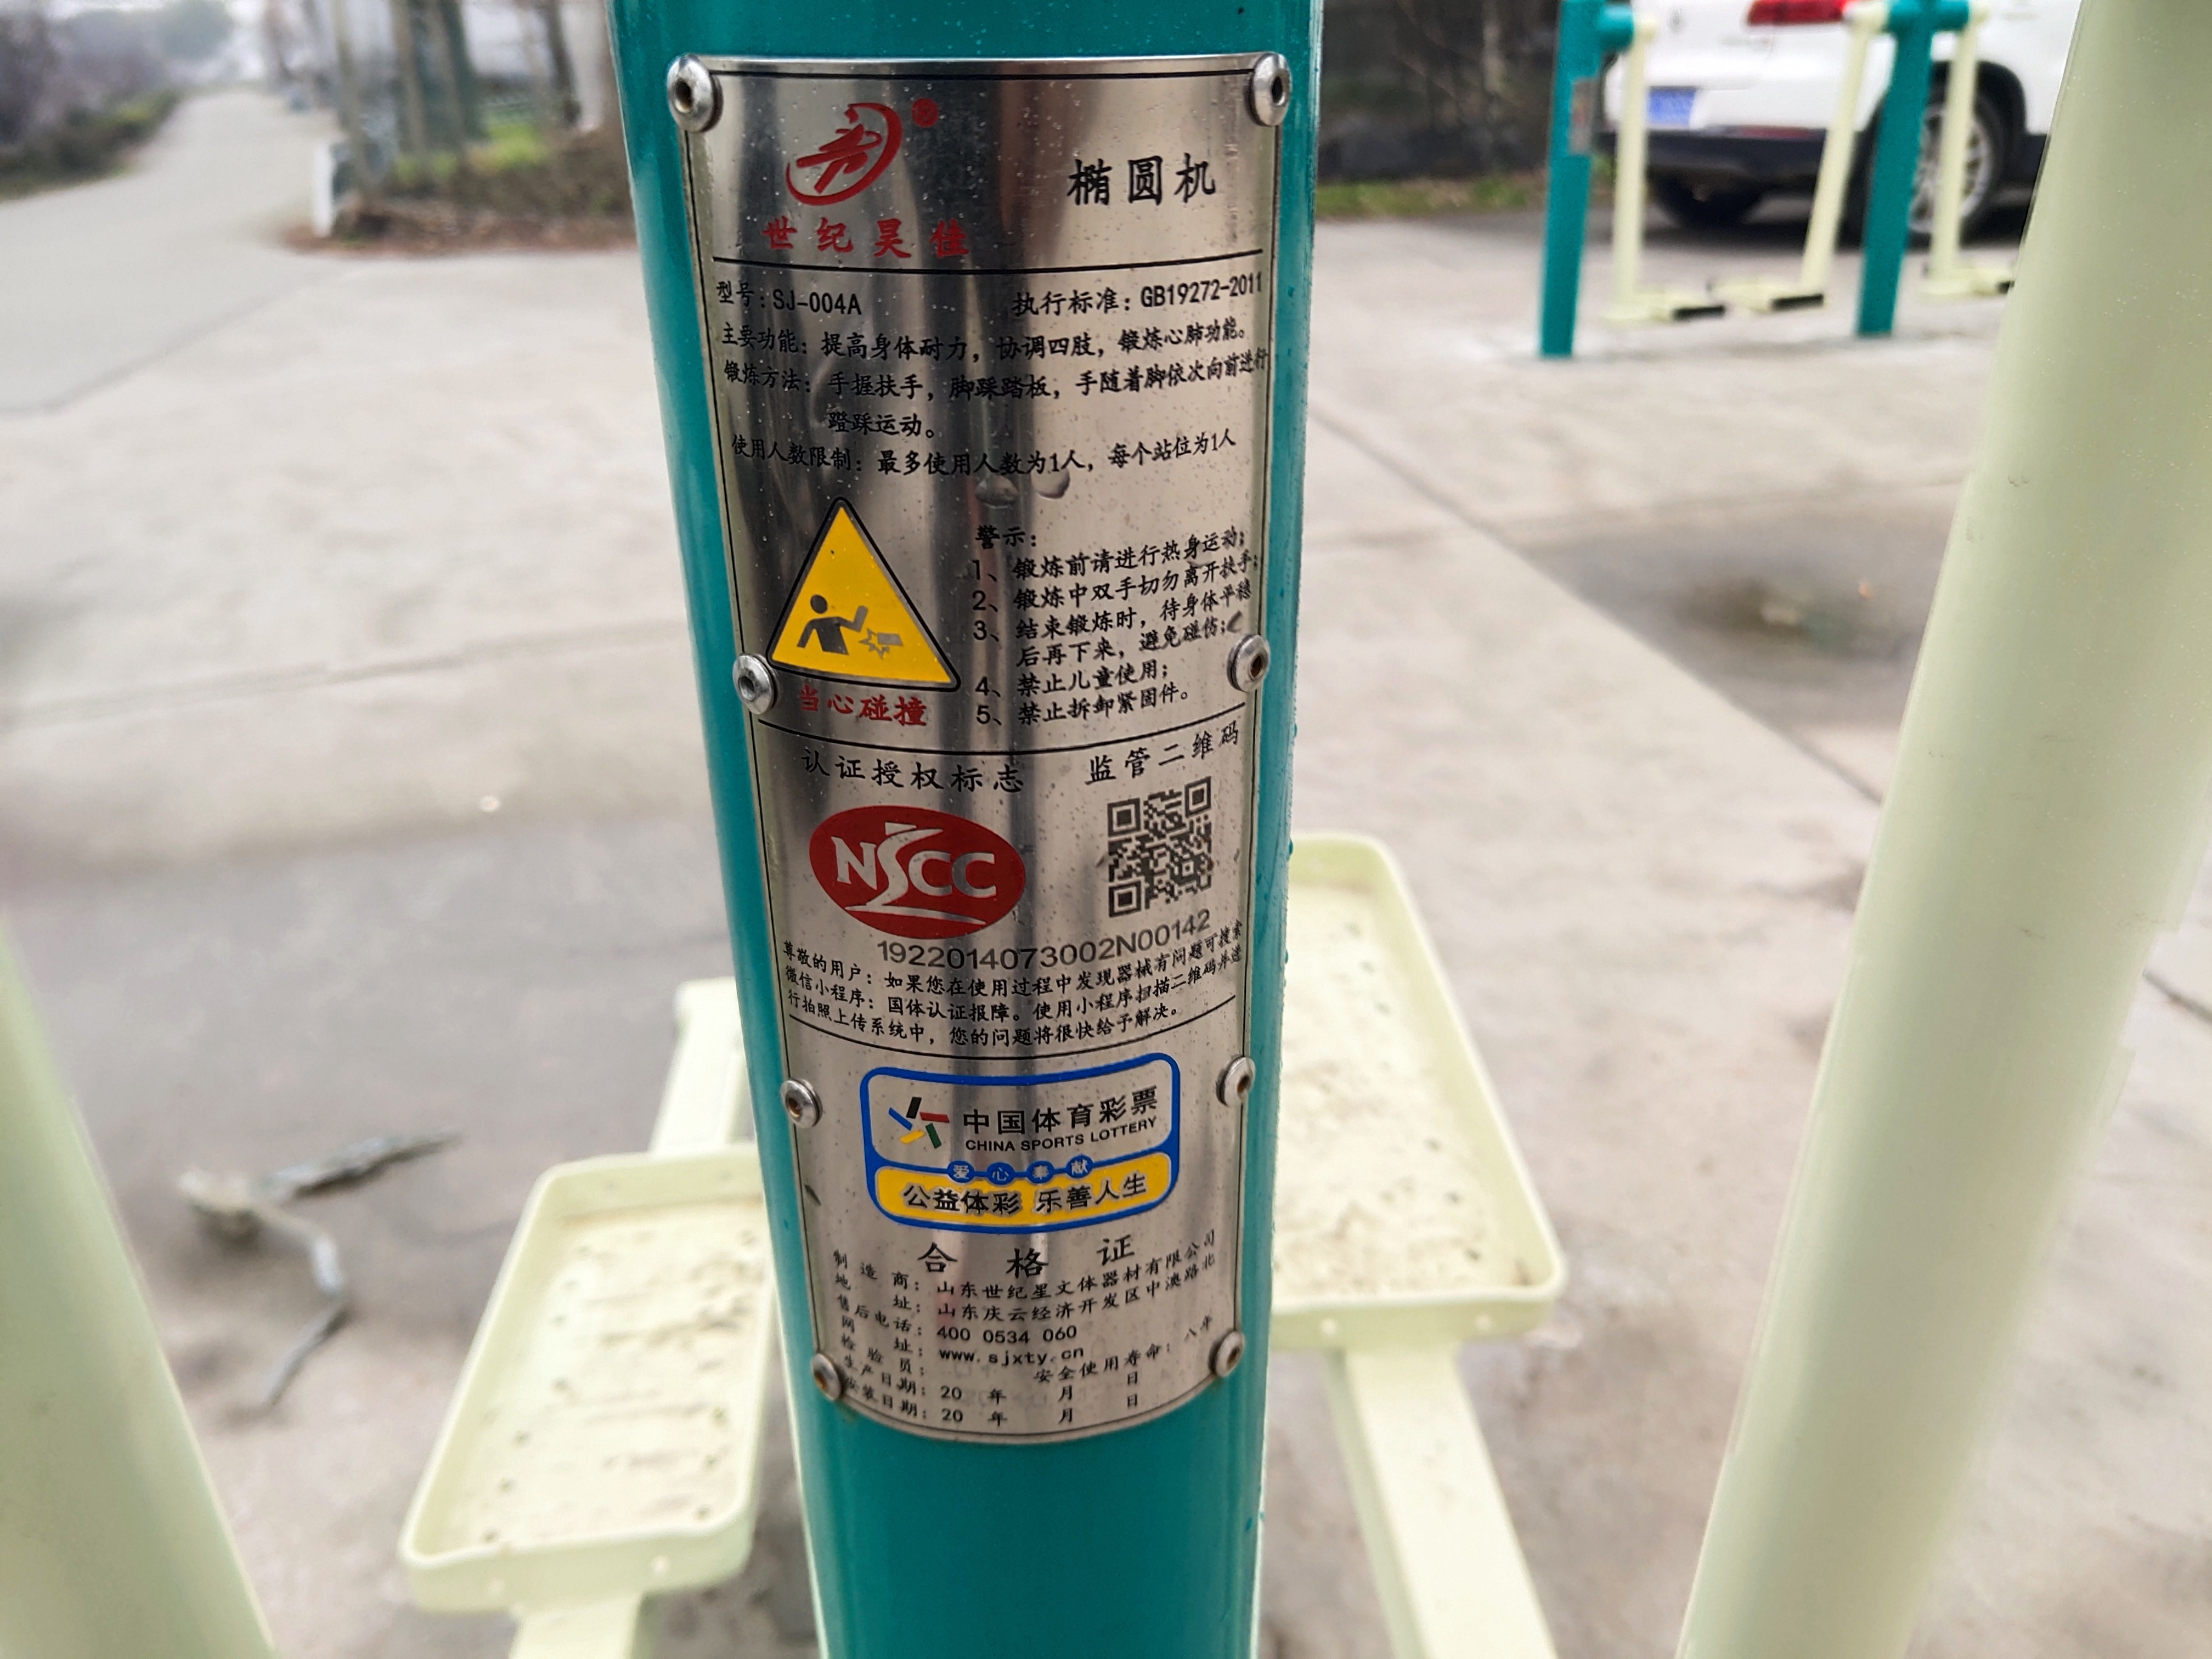 世纪昊佳
椭圆机
型号：SJ-004A 执行标准：GB19272-2011
主要功能：提高身体耐力，协调四肢，锻炼心肺功能。
锻炼方法：手握扶手，脚踩踏板，手随着脚依次向前进行
蹬踩运动。
使用人数限制：最多使用人数为1人，每个站位为1人
警示：
1、锻炼前请进行热身运动；
2、锻炼中双手切勿离开扶手；
3、结束锻炼时，待身体平稳
后再下来，避免碰伤；
4、禁止儿童使用；
5、禁止拆卸紧固件。
当心碰撞
认证授权标志 监管二维码
NSCC
1922014073002N00142
尊敬的用户：如果您在使用过程中发现器械有问题可搜索
微信小程序：国体认证报障。使用小程序扫描二维码并进
行拍照上传系统中，您的问题将很快给予解决。
中国体育彩票
CHINA SPORTS LOTTERY
爱心奉献
公益体彩 乐善人生
合格证
制造商：山东世纪星文体器材有限公司
地址：山东庆云经济开发区中澳路北
售后电话：400 0534 060
网址：www.sjxty.cn
检验员： 安全使用寿命：八年
生产日期：20 年 月 日
安装日期：20 年 月 日